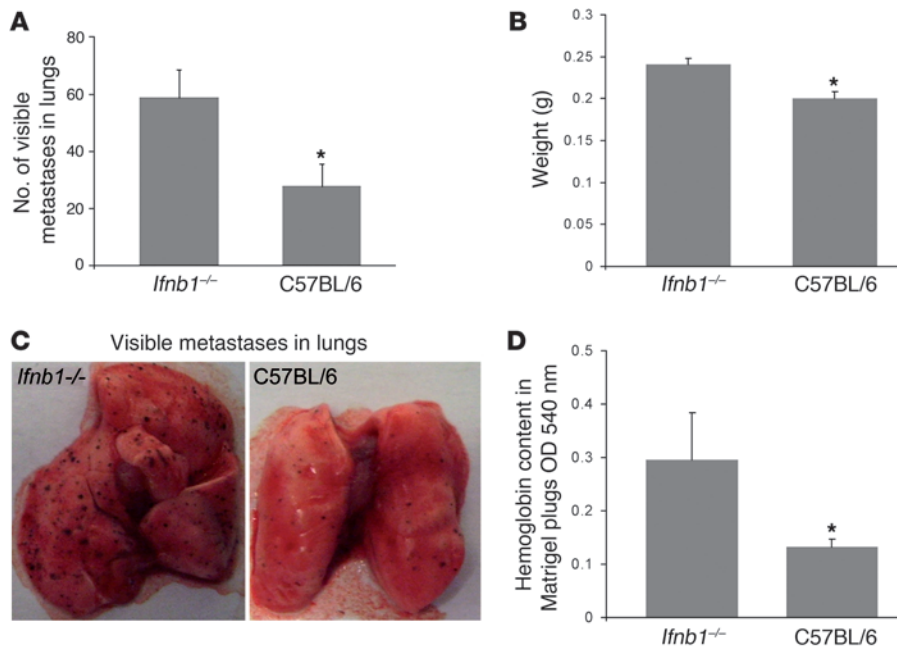 A
No. of visible
metastases in lungs
80
60
40
20
0
*
Ifnb1⁻/⁻
C57BL/6
B
Weight (g)
0.25
0.2
0.15
0.1
0.05
0
*
Ifnb1⁻/⁻
C57BL/6
C
Visible metastases in lungs
Ifnb1-/-
C57BL/6
D
Hemoglobin content in
Matrigel plugs OD 540 nm
0.5
0.4
0.3
0.2
0.1
0
*
Ifnb1⁻/⁻
C57BL/6